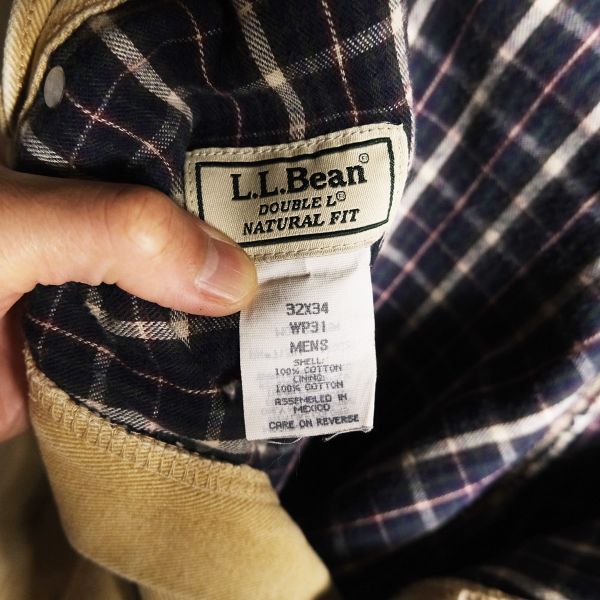 L.L.Bean©
DOUBLE L®
NATURAL FIT
32X34
WP31
MENS
SHELL:
100% COTTON
LINING:
100% COTTON
ASSEMBLED IN
MEXICO
CARE ON REVERSE